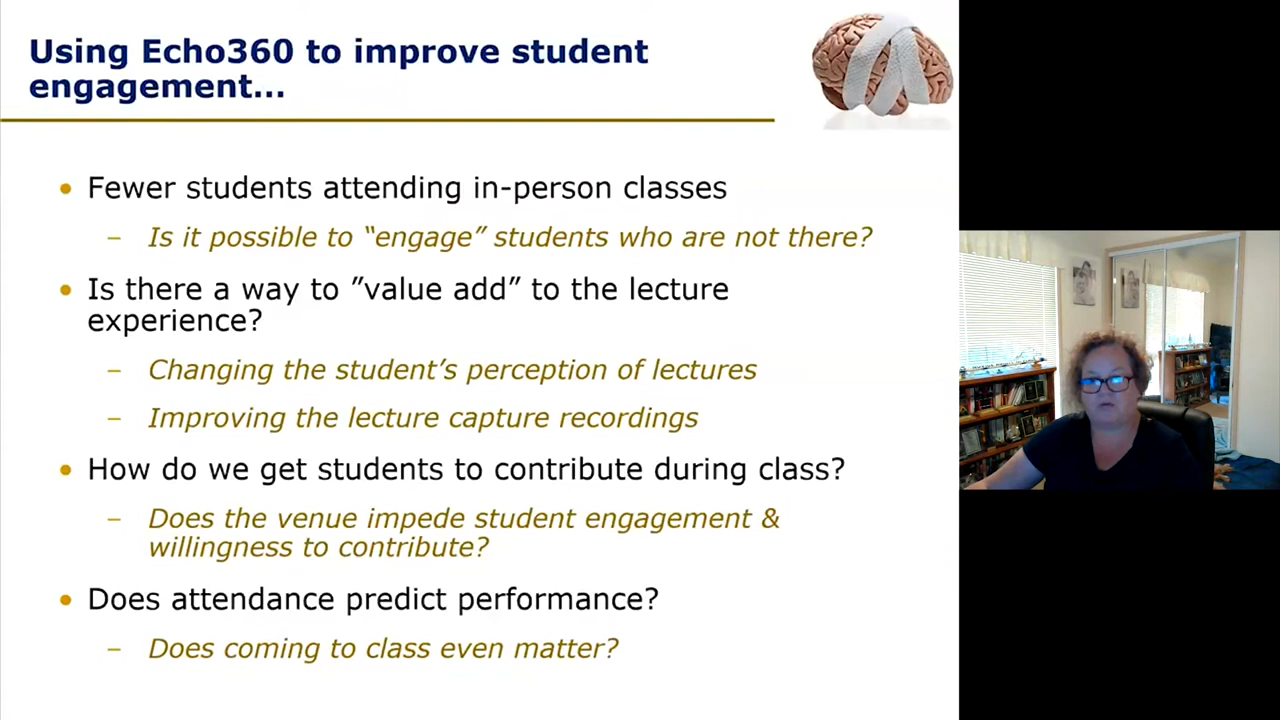 Using Echo360 to improve student
engagement...
• Fewer students attending in-person classes
– Is it possible to “engage” students who are not there?
• Is there a way to ”value add” to the lecture
experience?
– Changing the student’s perception of lectures
– Improving the lecture capture recordings
• How do we get students to contribute during class?
– Does the venue impede student engagement &
willingness to contribute?
• Does attendance predict performance?
– Does coming to class even matter?